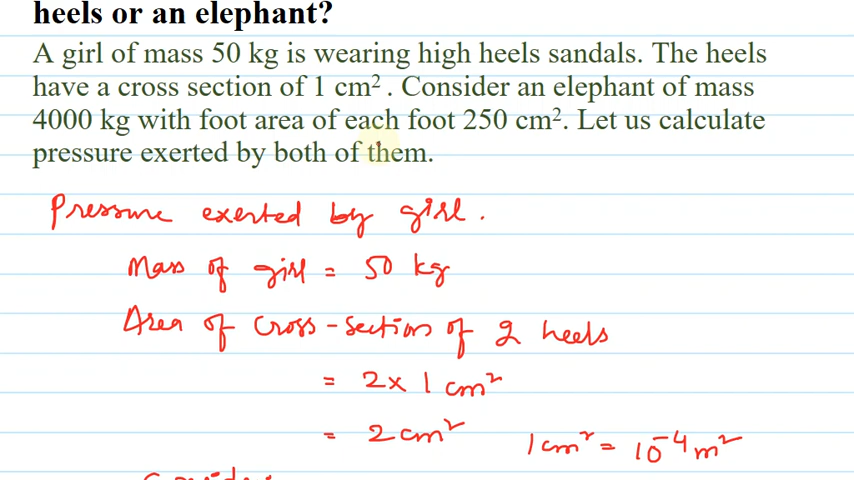 heels or an elephant?
A girl of mass 50 kg is wearing high heels sandals. The heels
have a cross section of 1 cm². Consider an elephant of mass
4000 kg with foot area of each foot 250 cm². Let us calculate
pressure exerted by both of them.
Pressure exerted by girl.
Mass of girl = 50 kg
Area of cross-section of 2 heels
= 2 x 1 cm²
= 2 cm² 1 cm² = 10⁻⁴ m²